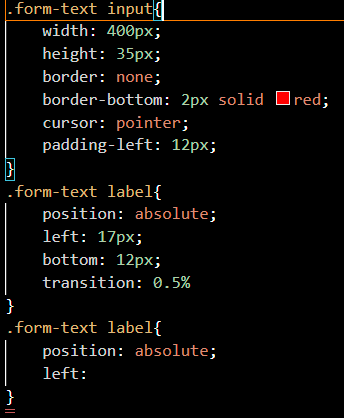 .form-text input{
width: 400px;
height: 35px;
border: none;
border-bottom: 2px solid red;
cursor: pointer;
padding-left: 12px;
}
.form-text label{
position: absolute;
left: 17px;
bottom: 12px;
transition: 0.5%
}
.form-text label{
position: absolute;
left:
}